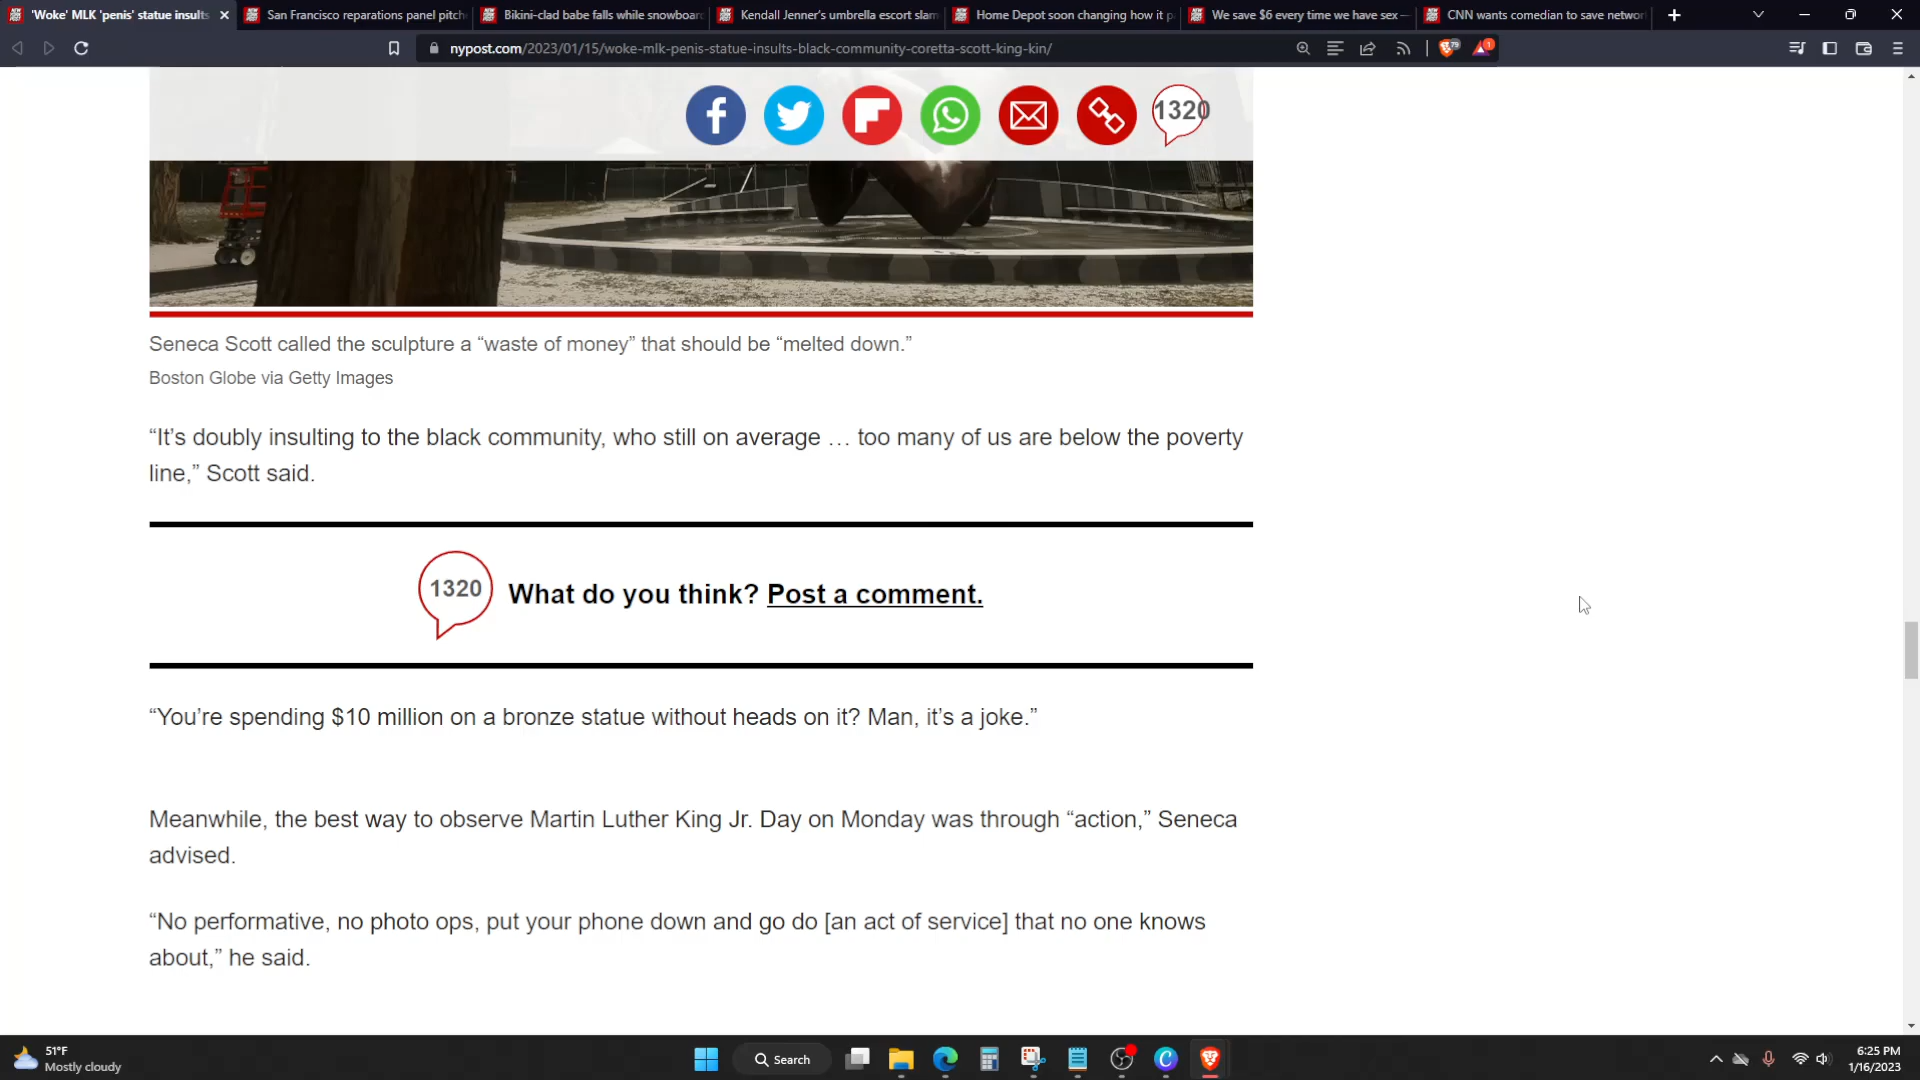 'Woke' MLK 'penis' statue insults
San Francisco reparations panel pitch
Bikini-clad babe falls while snowboar
Kendall Jenner's umbrella escort slam
Home Depot soon changing how it p
We save $6 every time we have sex —
CNN wants comedian to save networ
nypost.com/2023/01/15/woke-mlk-penis-statue-insults-black-community-coretta-scott-king-kin/
79
1
1320
Seneca Scott called the sculpture a “waste of money” that should be “melted down.”
Boston Globe via Getty Images
“It’s doubly insulting to the black community, who still on average … too many of us are below the poverty
line,” Scott said.
1320
What do you think? Post a comment.
“You’re spending $10 million on a bronze statue without heads on it? Man, it’s a joke.”
Meanwhile, the best way to observe Martin Luther King Jr. Day on Monday was through “action,” Seneca
advised.
“No performative, no photo ops, put your phone down and go do [an act of service] that no one knows
about,” he said.
51°F
Mostly cloudy
Search
6:25 PM
1/16/2023